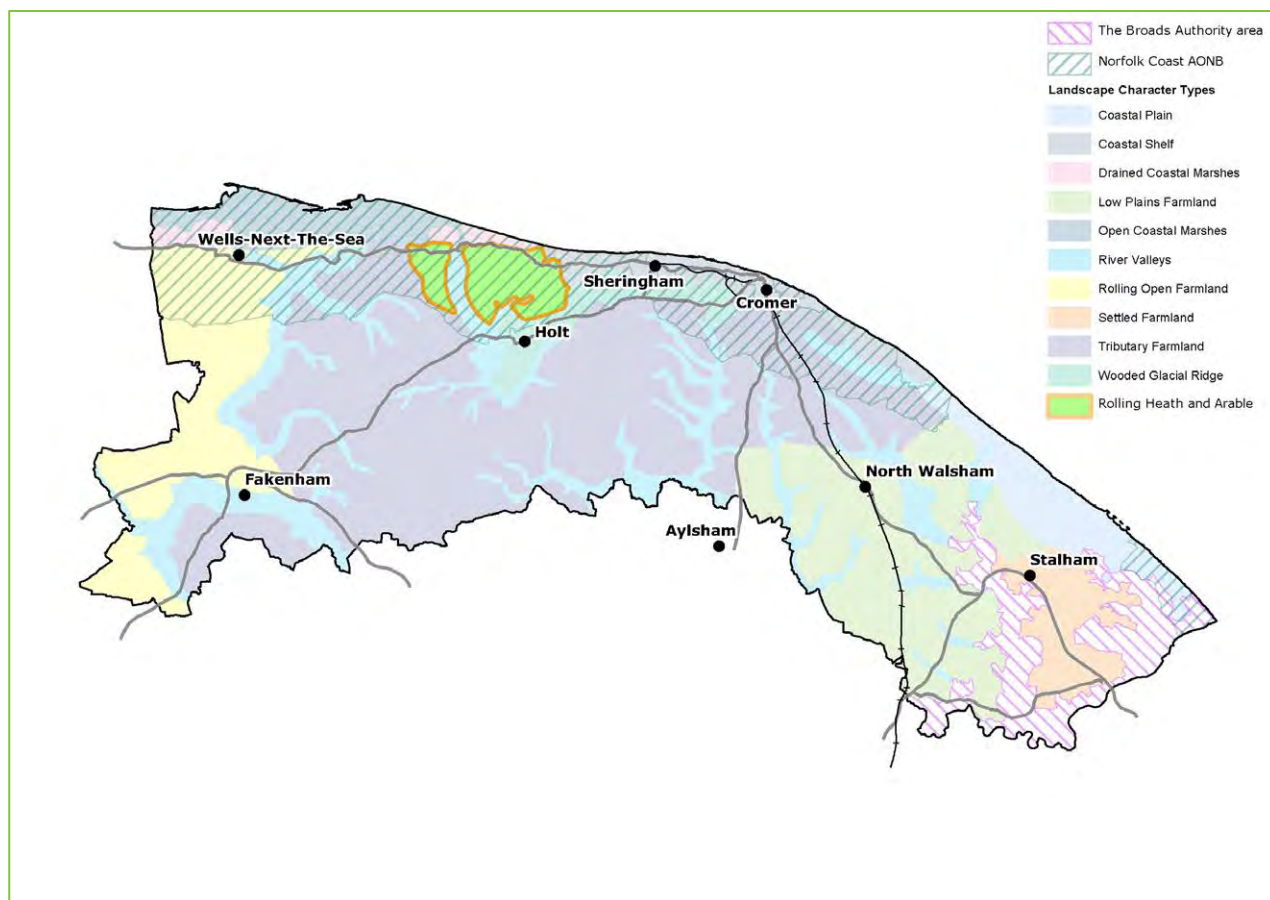 The Broads Authority area
Norfolk Coast AONB
Landscape Character Types
Coastal Plain
Coastal Shelf
Drained Coastal Marshes
Low Plains Farmland
Open Coastal Marshes
River Valleys
Rolling Open Farmland
Settled Farmland
Tributary Farmland
Wooded Glacial Ridge
Rolling Heath and Arable
Wells-Next-The-Sea
Sheringham
Cromer
Holt
Fakenham
North Walsham
Aylsham
Stalham